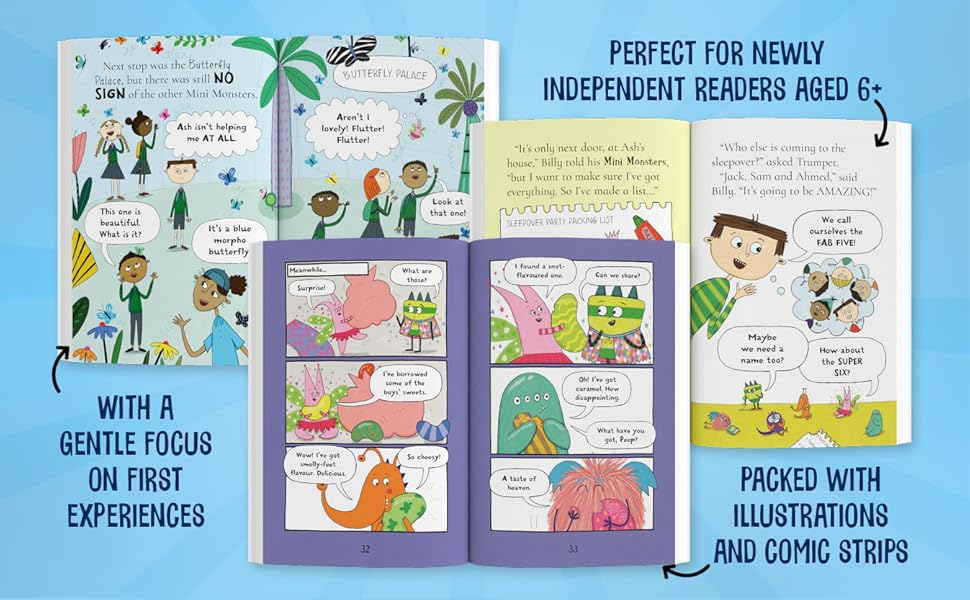 Next stop was the Butterfly
Palace, but there was still NO
SIGN of the other Mini Monsters.
Ash isn't helping
me AT ALL.
This one is
beautiful.
What is it?
It's a blue
morpho
butterfly
BUTTERFLY PALACE
Aren't I
lovely! Flutter!
Flutter!
Look at
that one!
PERFECT FOR NEWLY
INDEPENDENT READERS AGED 6+
"It's only next door, at Ash's
house," Billy told his Mini Monsters,
"but I want to make sure I've got
everything. So I've made a list..."
SLEEPOVER PARTY PACKING LIST
"Who else is coming to the
sleepover?" asked Trumpet.
"Jack, Sam and Ahmed," said
Billy. "It's going to be AMAZING!"
We call
ourselves the
FAB FIVE!
Maybe
we need a
name too?
How about
the SUPER
SIX?
Meanwhile...
Surprise!
What are
those?
I've borrowed
some of the
boys' sweets.
Wow! I've got
smelly-feet
flavour. Delicious.
So cheesy!
32
I found a snot-
flavoured one.
Can we share?
Oh! I've got
caramel. How
disappointing.
What have you
got, Peep?
A taste of
heaven.
33
WITH A
GENTLE FOCUS
ON FIRST
EXPERIENCES
PACKED WITH
ILLUSTRATIONS
AND COMIC STRIPS